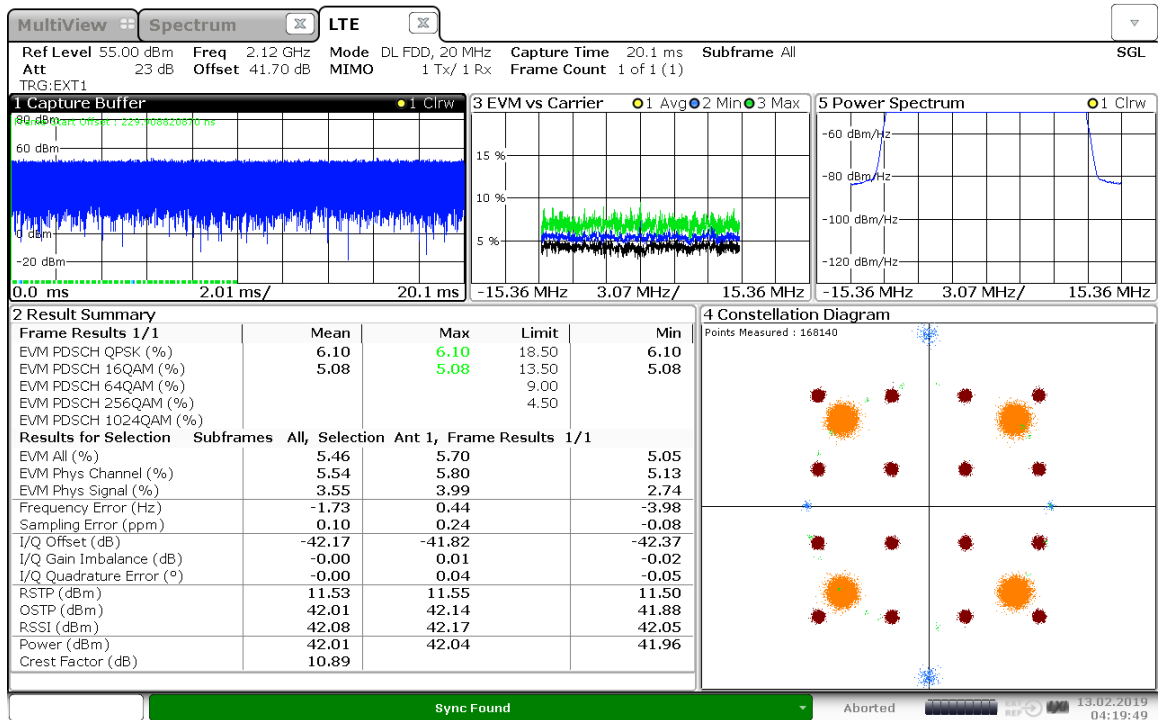 MultiView Spectrum LTE
Ref Level 55.00 dBm Freq 2.12 GHz Mode DL FDD, 20 MHz Capture Time 20.1 ms Subframe All SGL
Att 23 dB Offset 41.70 dB MIMO 1 Tx/ 1 Rx Frame Count 1 of 1 (1)
TRG:EXT1
1 Capture Buffer 1 Clrw
80 dBm
Frame Start Offset : 229.908820670 ns
60 dBm
0 dBm
-20 dBm
0.0 ms 2.01 ms/ 20.1 ms
3 EVM vs Carrier 1 Avg 2 Min 3 Max
15 %
10 %
5 %
-15.36 MHz 3.07 MHz/ 15.36 MHz
5 Power Spectrum 1 Clrw
-60 dBm/Hz
-80 dBm/Hz
-100 dBm/Hz
-120 dBm/Hz
-15.36 MHz 3.07 MHz/ 15.36 MHz
2 Result Summary
Frame Results 1/1 Mean Max Limit Min
EVM PDSCH QPSK (%) 6.10 6.10 18.50 6.10
EVM PDSCH 16QAM (%) 5.08 5.08 13.50 5.08
EVM PDSCH 64QAM (%) 9.00
EVM PDSCH 256QAM (%) 4.50
EVM PDSCH 1024QAM (%)
Results for Selection Subframes All, Selection Ant 1, Frame Results 1/1
EVM All (%) 5.46 5.70 5.05
EVM Phys Channel (%) 5.54 5.80 5.13
EVM Phys Signal (%) 3.55 3.99 2.74
Frequency Error (Hz) -1.73 0.44 -3.98
Sampling Error (ppm) 0.10 0.24 -0.08
I/Q Offset (dB) -42.17 -41.82 -42.37
I/Q Gain Imbalance (dB) -0.00 0.01 -0.02
I/Q Quadrature Error (°) -0.00 0.04 -0.05
RSTP (dBm) 11.53 11.55 11.50
OSTP (dBm) 42.01 42.14 41.88
RSSI (dBm) 42.08 42.17 42.05
Power (dBm) 42.01 42.04 41.96
Crest Factor (dB) 10.89
4 Constellation Diagram
Points Measured : 168140
Sync Found
Aborted
EXT
REF
13.02.2019
04:19:49